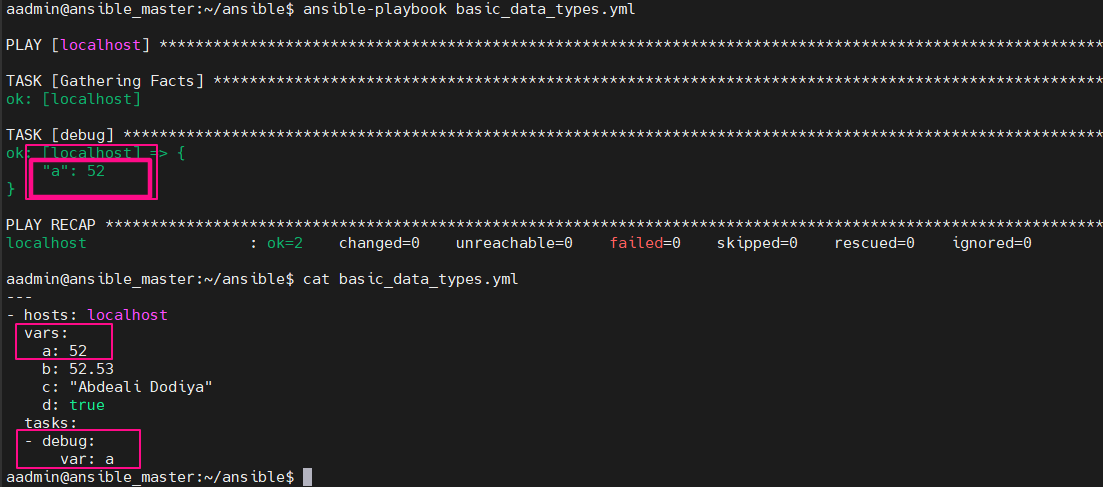 aadmin@ansible_master:~/ansible$ ansible-playbook basic_data_types.yml
PLAY [localhost] *********************************************************************************************************
TASK [Gathering Facts] ***************************************************************************************************
ok: [localhost]
TASK [debug] *************************************************************************************************************
ok: [localhost] => {
    "a": 52
}
PLAY RECAP ***************************************************************************************************************
localhost                  : ok=2    changed=0    unreachable=0    failed=0    skipped=0    rescued=0    ignored=0
aadmin@ansible_master:~/ansible$ cat basic_data_types.yml
---
- hosts: localhost
  vars:
    a: 52
    b: 52.53
    c: "Abdeali Dodiya"
    d: true
  tasks:
  - debug:
      var: a
aadmin@ansible_master:~/ansible$